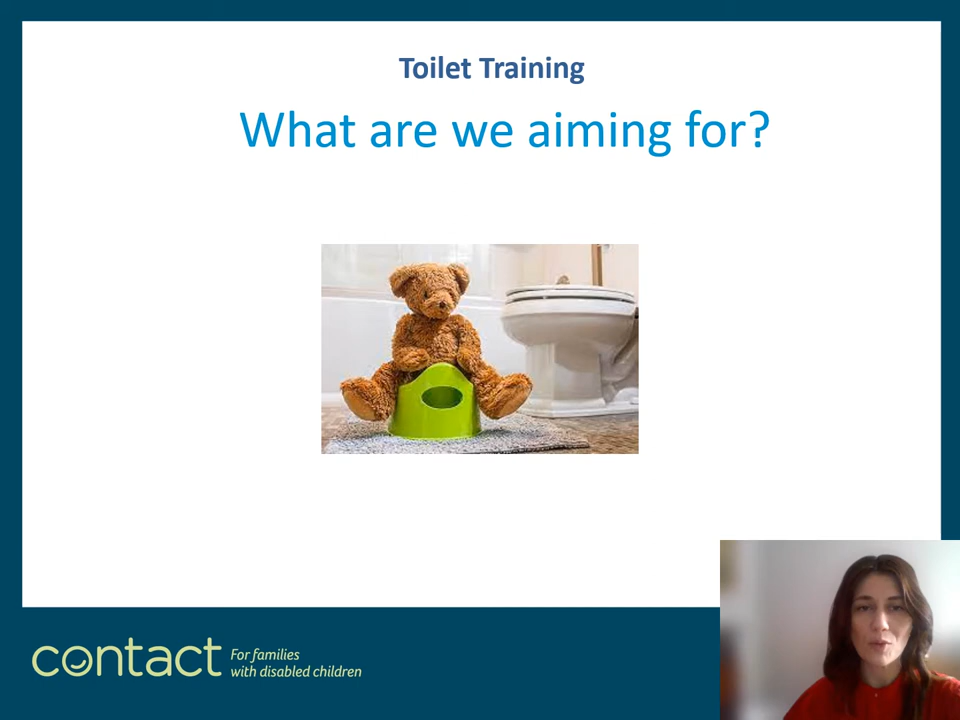 Toilet Training
What are we aiming for?
contact
For families
with disabled children